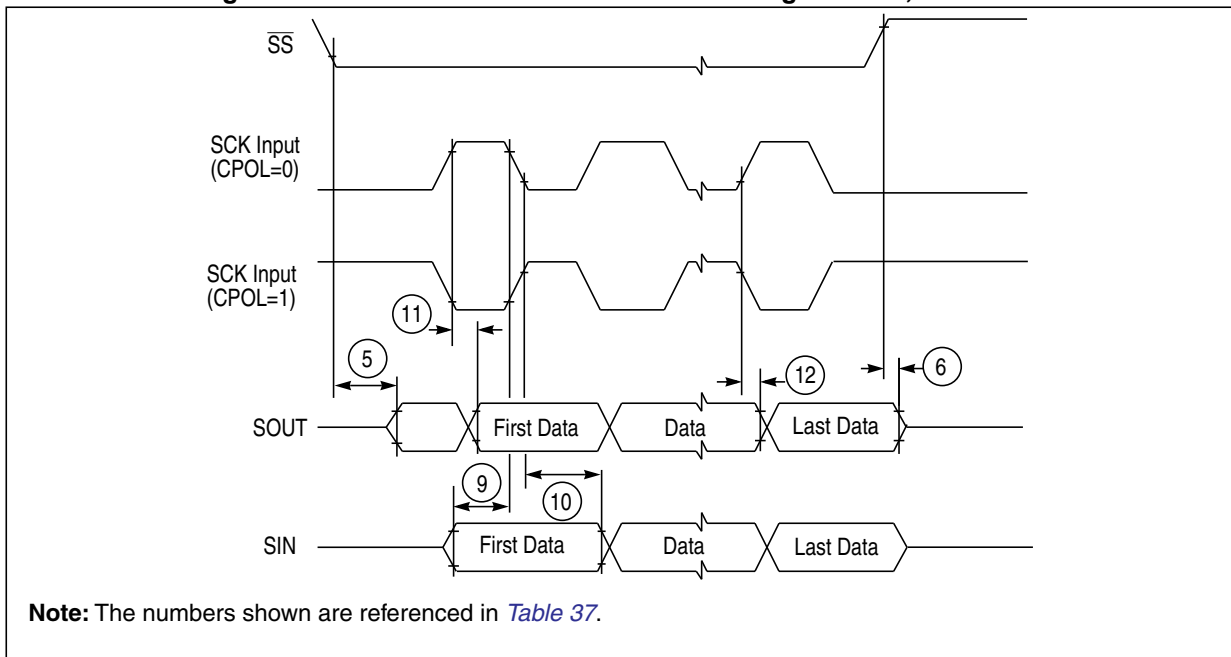 SS
SCK Input
(CPOL=0)
SCK Input
(CPOL=1)
11
5
12
6
SOUT
First Data
Data
Last Data
9
10
SIN
First Data
Data
Last Data
Note: The numbers shown are referenced in Table 37.